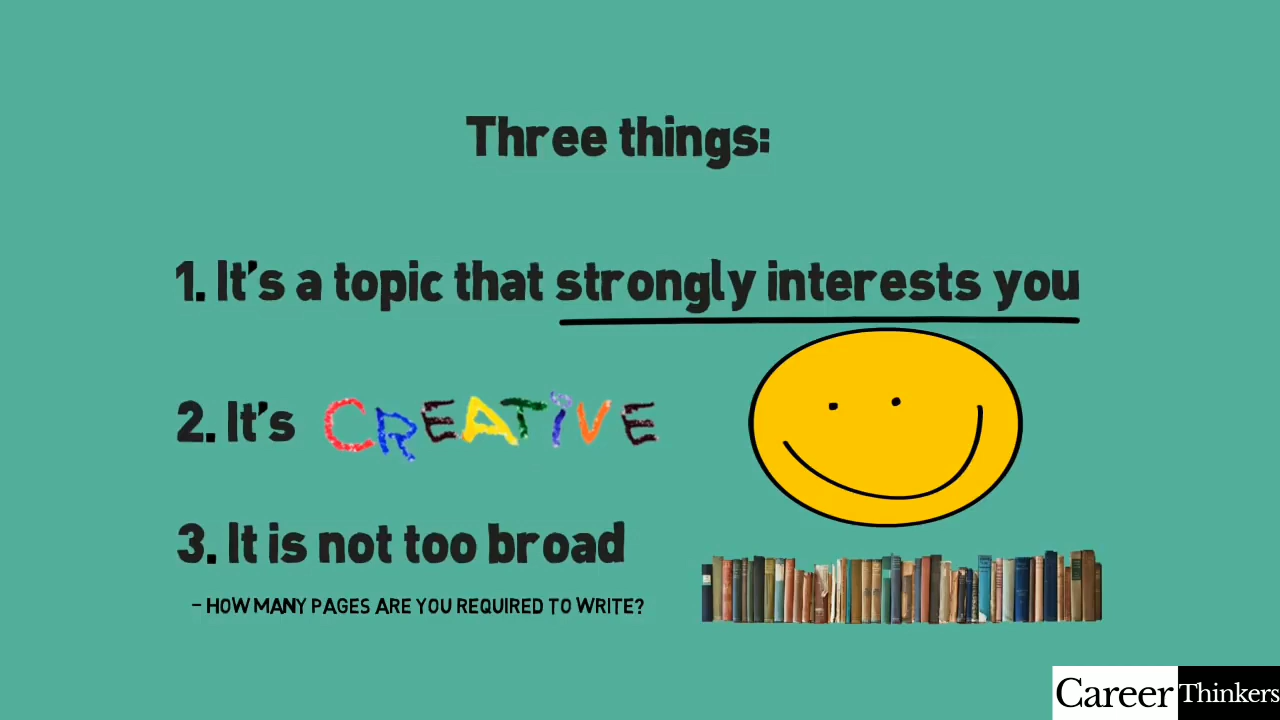 Three things:
1. It's a topic that strongly interests you
2. It's CREATIVE
3. It is not too broad
– HOW MANY PAGES ARE YOU REQUIRED TO WRITE?
Career Thinkers